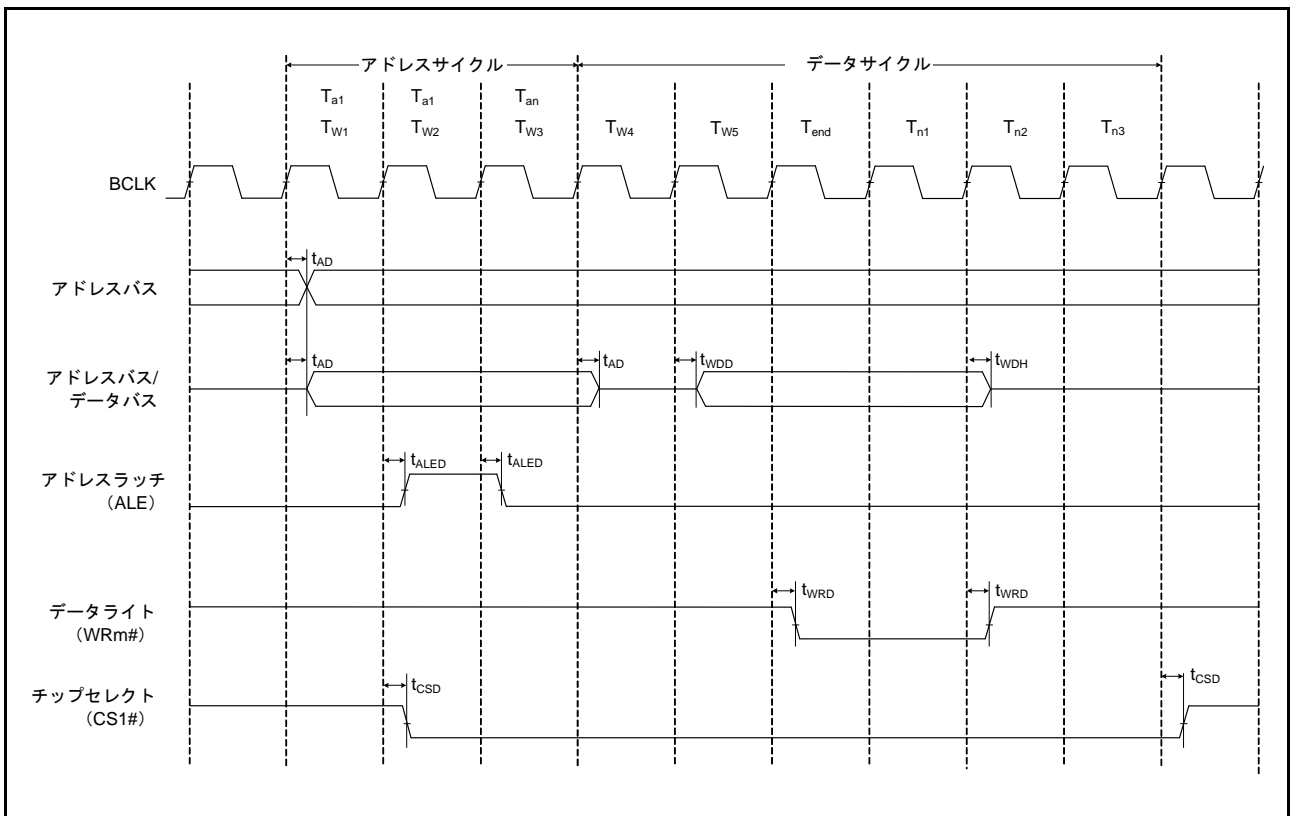 アドレスサイクル データサイクル
Ta1 Ta1 Tan
TW1 TW2 TW3 TW4 TW5 Tend Tn1 Tn2 Tn3
BCLK
tAD
アドレスバス
tAD tAD tWDD tWDH
アドレスバス/
データバス
tALED tALED
アドレスラッチ
（ALE）
tWRD tWRD
データライト
（WRm#）
tCSD tCSD
チップセレクト
（CS1#）